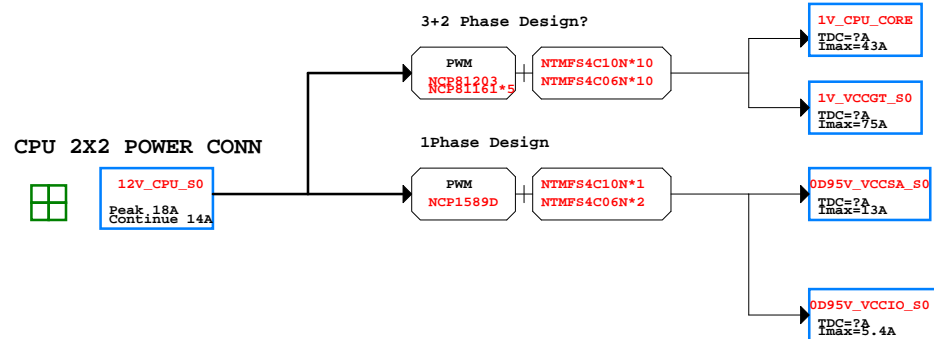 3+2 Phase Design?
1V_CPU_CORE
TDC=?A
Imax=43A
PWM
NCP81203
NCP81161*5
NTMFS4C10N*10
NTMFS4C06N*10
1V_VCCGT_S0
TDC=?A
Imax=75A
CPU 2X2 POWER CONN
1Phase Design
12V_CPU_S0
Peak 18A
Continue 14A
PWM
NCP1589D
NTMFS4C10N*1
NTMFS4C06N*2
0D95V_VCCSA_S0
TDC=?A
Imax=13A
0D95V_VCCIO_S0
TDC=?A
Imax=5.4A